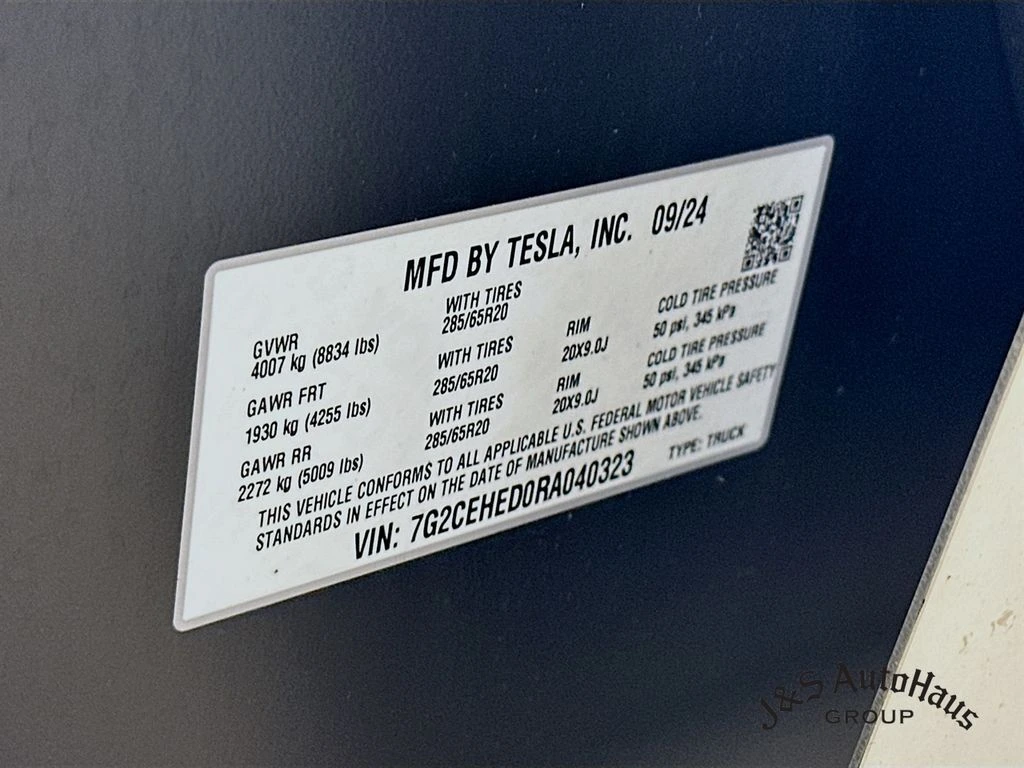 MFD BY TESLA, INC. 09/24
GVWR
4007 kg (8834 lbs)
WITH TIRES
285/65R20
GAWR FRT
1930 kg (4255 lbs)
WITH TIRES
285/65R20
RIM
20X9.0J
COLD TIRE PRESSURE
50 psi, 345 kPa
GAWR RR
2272 kg (5009 lbs)
WITH TIRES
285/65R20
RIM
20X9.0J
COLD TIRE PRESSURE
50 psi, 345 kPa
THIS VEHICLE CONFORMS TO ALL APPLICABLE U.S. FEDERAL MOTOR VEHICLE SAFETY
STANDARDS IN EFFECT ON THE DATE OF MANUFACTURE SHOWN ABOVE.
VIN: 7G2CEHED0RA040323
TYPE: TRUCK
J&S AutoHaus
GROUP